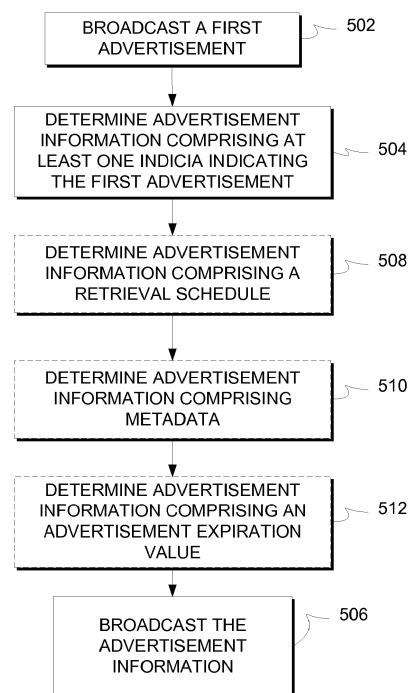 BROADCAST A FIRST
ADVERTISEMENT
502
DETERMINE ADVERTISEMENT
INFORMATION COMPRISING AT
LEAST ONE INDICIA INDICATING
THE FIRST ADVERTISEMENT
504
DETERMINE ADVERTISEMENT
INFORMATION COMPRISING A
RETRIEVAL SCHEDULE
508
DETERMINE ADVERTISEMENT
INFORMATION COMPRISING
METADATA
510
DETERMINE ADVERTISEMENT
INFORMATION COMPRISING AN
ADVERTISEMENT EXPIRATION
VALUE
512
BROADCAST THE
ADVERTISEMENT
INFORMATION
506